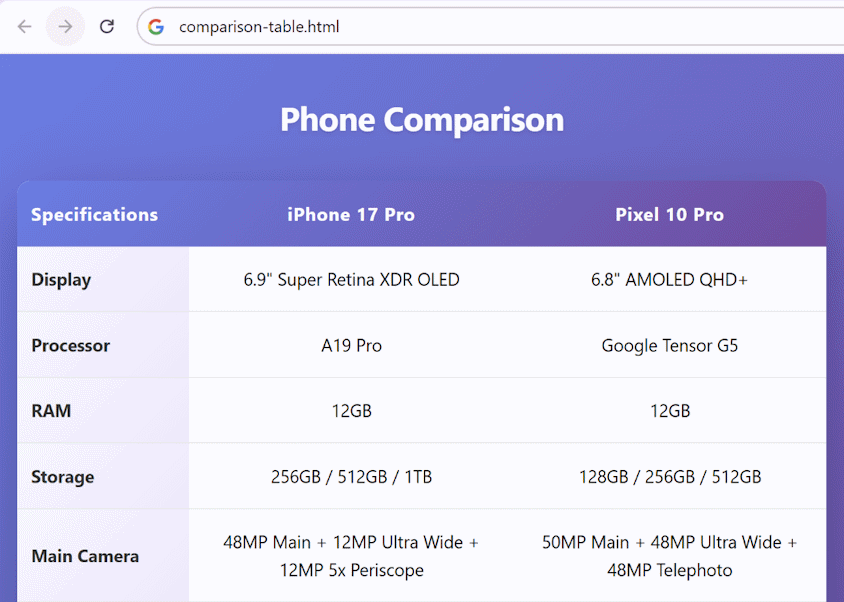 comparison-table.html
Phone Comparison
Specifications iPhone 17 Pro Pixel 10 Pro
Display 6.9" Super Retina XDR OLED 6.8" AMOLED QHD+
Processor A19 Pro Google Tensor G5
RAM 12GB 12GB
Storage 256GB / 512GB / 1TB 128GB / 256GB / 512GB
Main Camera 48MP Main + 12MP Ultra Wide + 50MP Main + 48MP Ultra Wide +
12MP 5x Periscope 48MP Telephoto